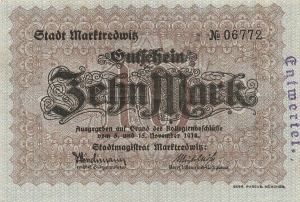 Stadt Marktredwitz
№ 06772
Gutschein
Zehn Mark
Ausgegeben auf Grund der Kollegienbeschlüsse
vom 8. und 15. November 1918.
Stadtmagistrat Marktredwitz:
Entwertet.